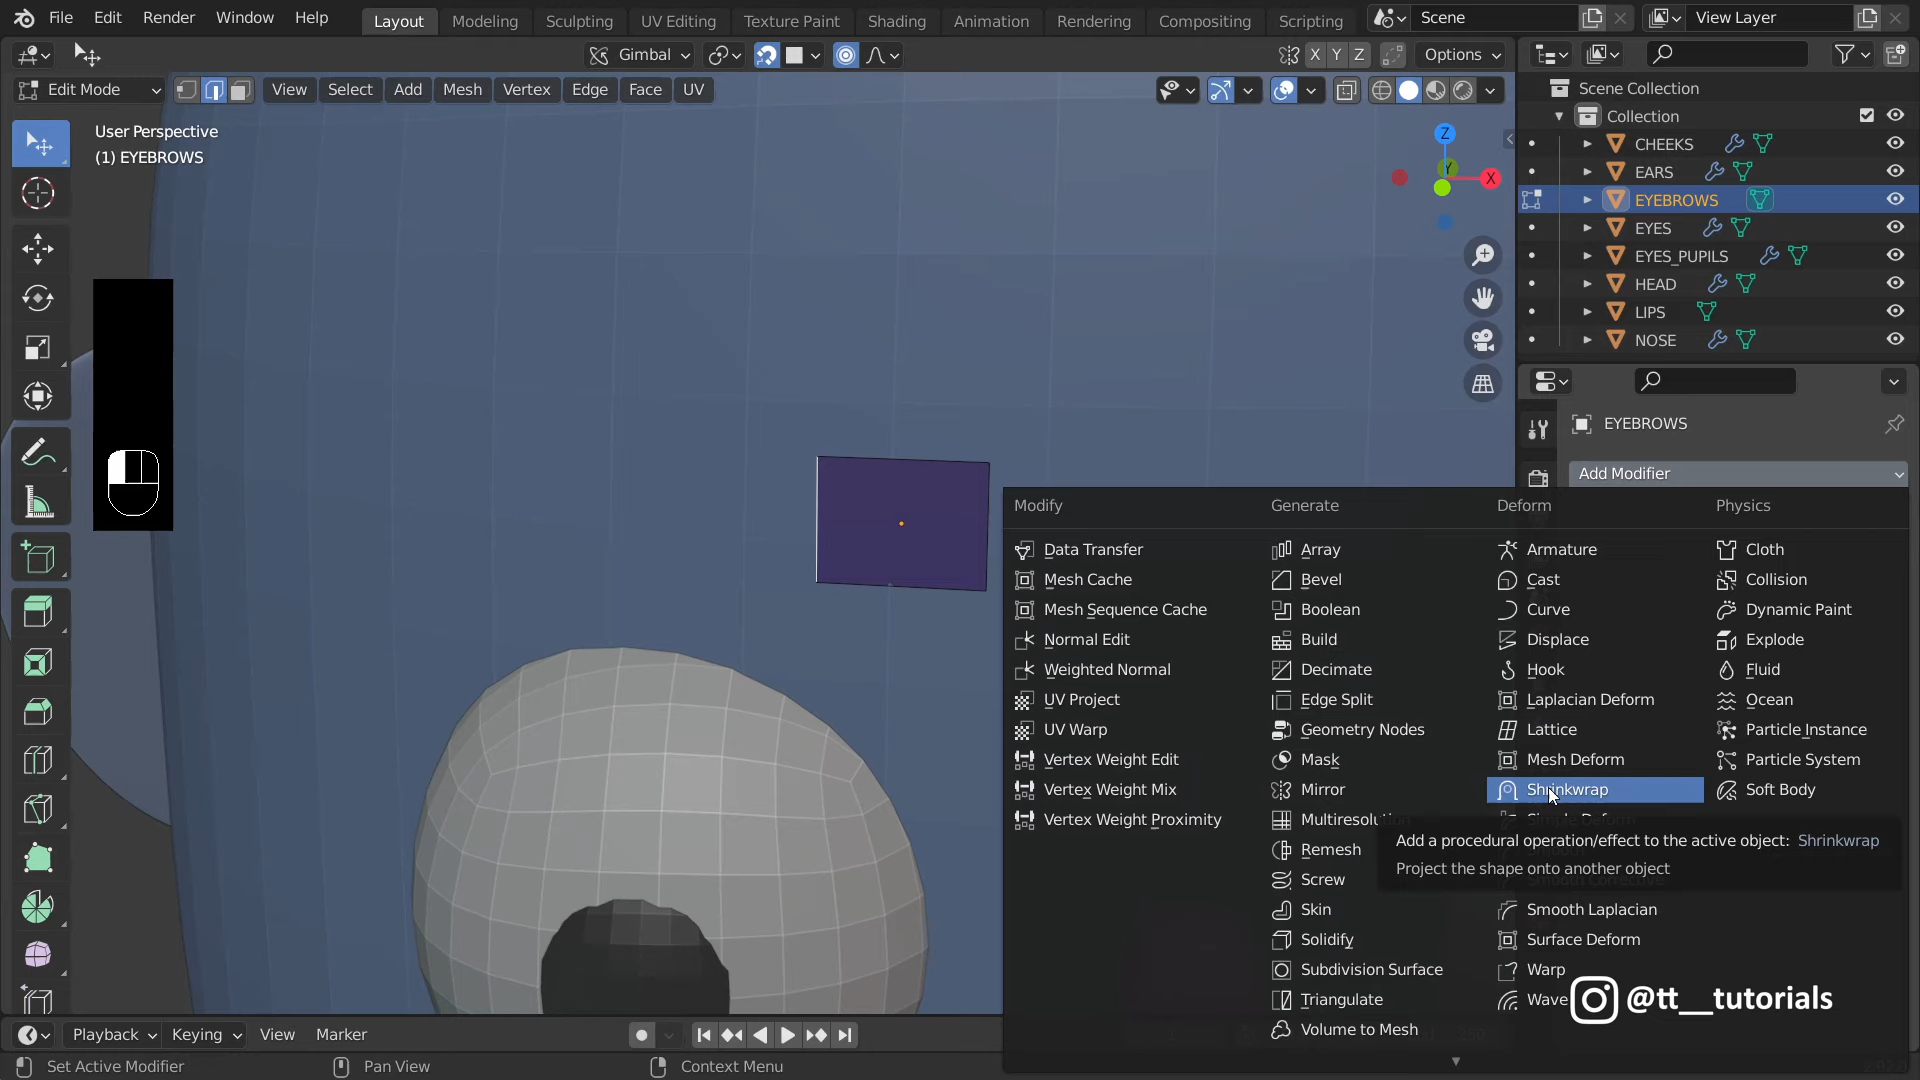 File Edit Render Window Help
Layout Modeling Sculpting UV Editing Texture Paint Shading Animation Rendering Compositing Scripting
Scene
View Layer
Gimbal
X Y Z
Options
Edit Mode
View Select Add Mesh Vertex Edge Face UV
User Perspective
(1) EYEBROWS
Z
Y
X
Scene Collection
Collection
CHEEKS
EARS
EYEBROWS
EYES
EYES_PUPILS
HEAD
LIPS
NOSE
EYEBROWS
Add Modifier
Modify
Data Transfer
Mesh Cache
Mesh Sequence Cache
Normal Edit
Weighted Normal
UV Project
UV Warp
Vertex Weight Edit
Vertex Weight Mix
Vertex Weight Proximity
Generate
Array
Bevel
Boolean
Build
Decimate
Edge Split
Geometry Nodes
Mask
Mirror
Multiresolution
Remesh
Screw
Skin
Solidify
Subdivision Surface
Triangulate
Volume to Mesh
Deform
Armature
Cast
Curve
Displace
Hook
Laplacian Deform
Lattice
Mesh Deform
Shrinkwrap
Simple Deform
Smooth Corrective
Smooth Laplacian
Surface Deform
Warp
Wave
Physics
Cloth
Collision
Dynamic Paint
Explode
Fluid
Ocean
Particle Instance
Particle System
Soft Body
Add a procedural operation/effect to the active object: Shrinkwrap
Project the shape onto another object
@tt__tutorials
Playback Keying View Marker
Set Active Modifier
Pan View
Context Menu